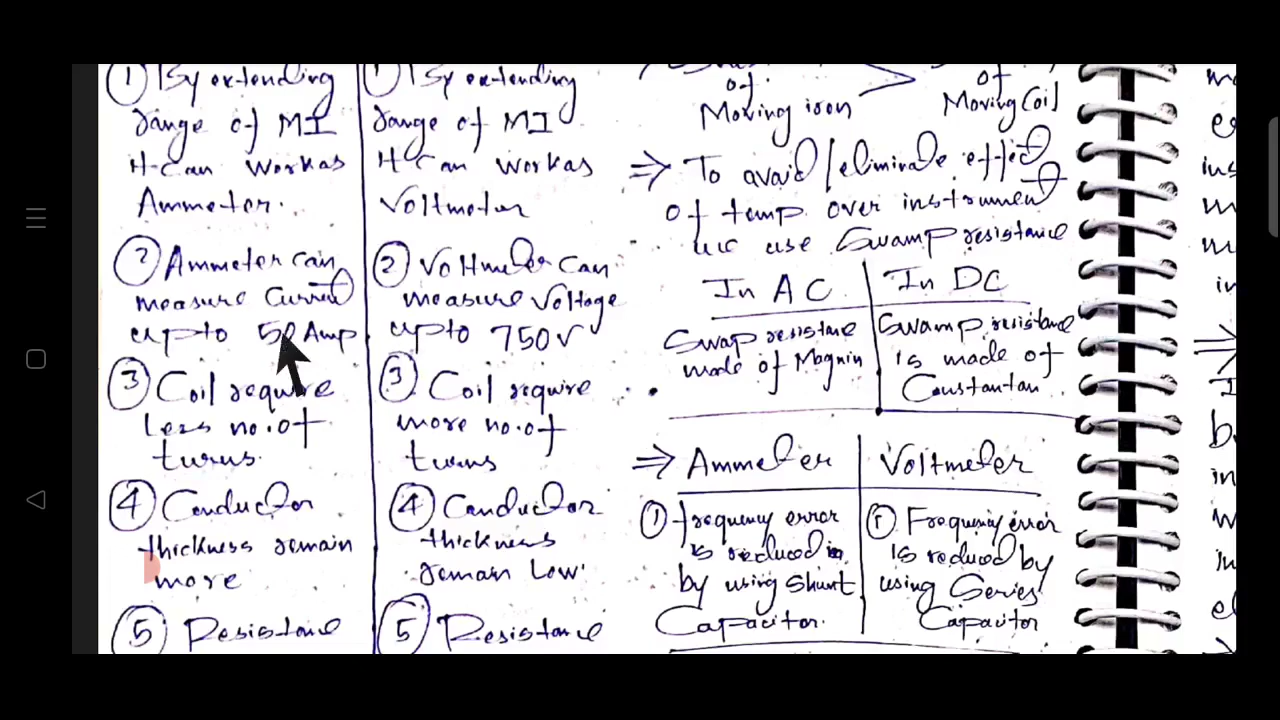 ① By extending
range of MI
It can work as
Ammeter.
② Ammeter can
measure Current
upto 50 Amp
③ Coil require
Less no. of
turns.
④ Conductor
thickness remain
more
⑤ Resistance
① By extending
range of MI
It can work as
Voltmeter
② Voltmeter can
measure Voltage
upto 750V
③ Coil require
more no. of
turns
④ Conductor
thickness
remain Low
⑤ Resistance
of
Moving iron
of
Moving Coil
⇒ To avoid/eliminate effect
of temp. over instrument
we use Swamp resistance
In AC
Swap resistance
made of Magnin
In DC
Swamp resistance
is made of
Constantan
⇒ Ammeter
① frequency error
is reduced in
by using Shunt
Capacitor.
Voltmeter
① Frequency error
is reduced by
using Series
Capacitor